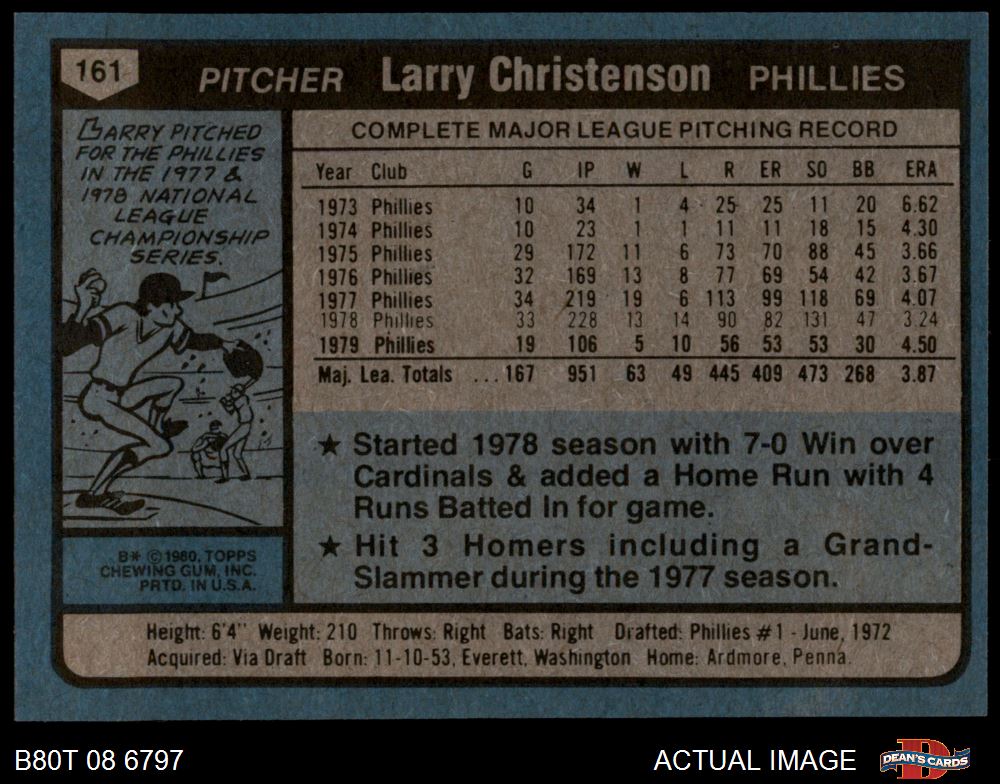 161
PITCHER Larry Christenson PHILLIES
LARRY PITCHED
FOR THE PHILLIES
IN THE 1977 &
1978 NATIONAL
LEAGUE
CHAMPIONSHIP
SERIES.
COMPLETE MAJOR LEAGUE PITCHING RECORD
Year Club G IP W L R ER SO BB ERA
1973 Phillies 10 34 1 4 25 25 11 20 6.62
1974 Phillies 10 23 1 1 11 11 18 15 4.30
1975 Phillies 29 172 11 6 73 70 88 45 3.66
1976 Phillies 32 169 13 8 77 69 54 42 3.67
1977 Phillies 34 219 19 6 113 99 118 69 4.07
1978 Phillies 33 228 13 14 90 82 131 47 3.24
1979 Phillies 19 106 5 10 56 53 53 30 4.50
Maj. Lea. Totals ...167 951 63 49 445 409 473 268 3.87
★ Started 1978 season with 7-0 Win over
Cardinals & added a Home Run with 4
Runs Batted In for game.
★ Hit 3 Homers including a Grand-
Slammer during the 1977 season.
B* ©1980, TOPPS
CHEWING GUM, INC.
PRTD. IN U.S.A.
Height: 6'4" Weight: 210 Throws: Right Bats: Right Drafted: Phillies #1 - June, 1972
Acquired: Via Draft Born: 11-10-53, Everett, Washington Home: Ardmore, Penna.
B80T 08 6797
ACTUAL IMAGE
DEAN'S CARDS